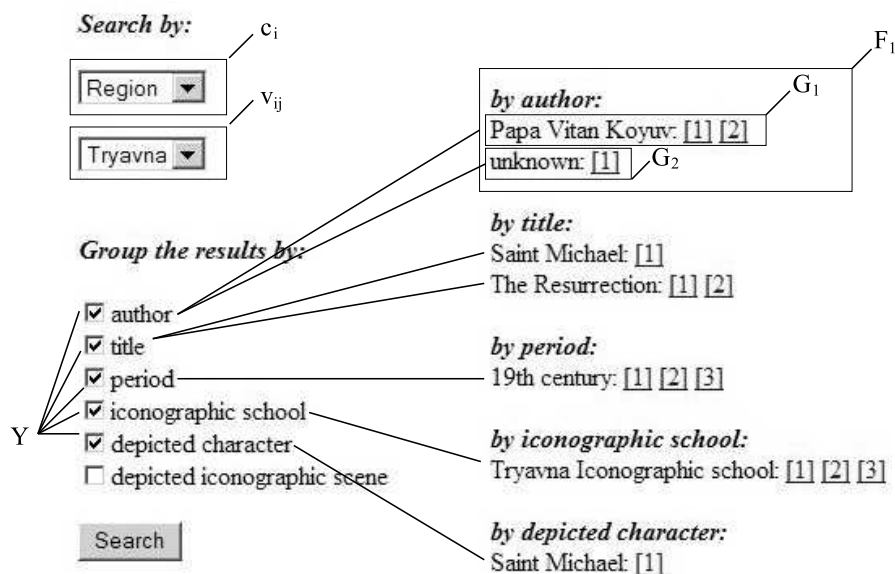 Search by:
c_i
Region
v_ij
Tryavna
Group the results by:
author
title
period
iconographic school
depicted character
depicted iconographic scene
Y
Search
F_1
by author:
G_1
Papa Vitan Koyuv: [1] [2]
unknown: [1]
G_2
by title:
Saint Michael: [1]
The Resurrection: [1] [2]
by period:
19th century: [1] [2] [3]
by iconographic school:
Tryavna Iconographic school: [1] [2] [3]
by depicted character:
Saint Michael: [1]